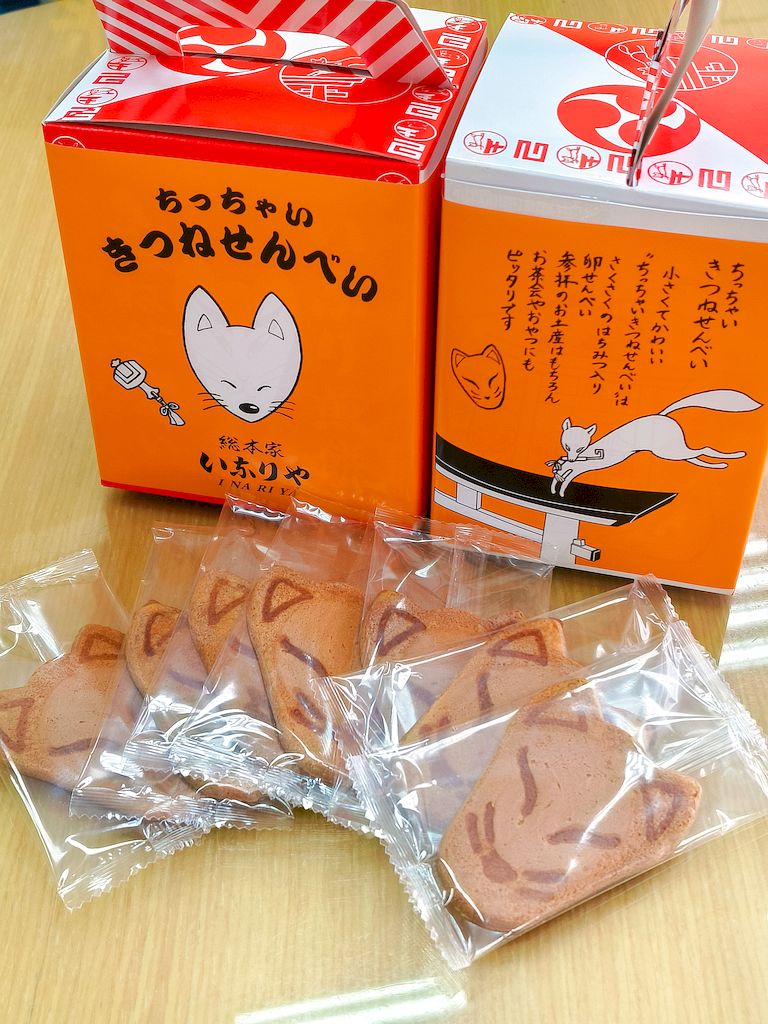 ちっちゃい
きつねせんべい
総本家
いなりや
INARIYA
ちっちゃい
きつねせんべい
小さくてかわいい
"ちっちゃいきつねせんべい"は
さくさくのはちみつ入り
卵せんべい
参拝のお土産はもちろん
お茶会やおやつにも
ピッタリです